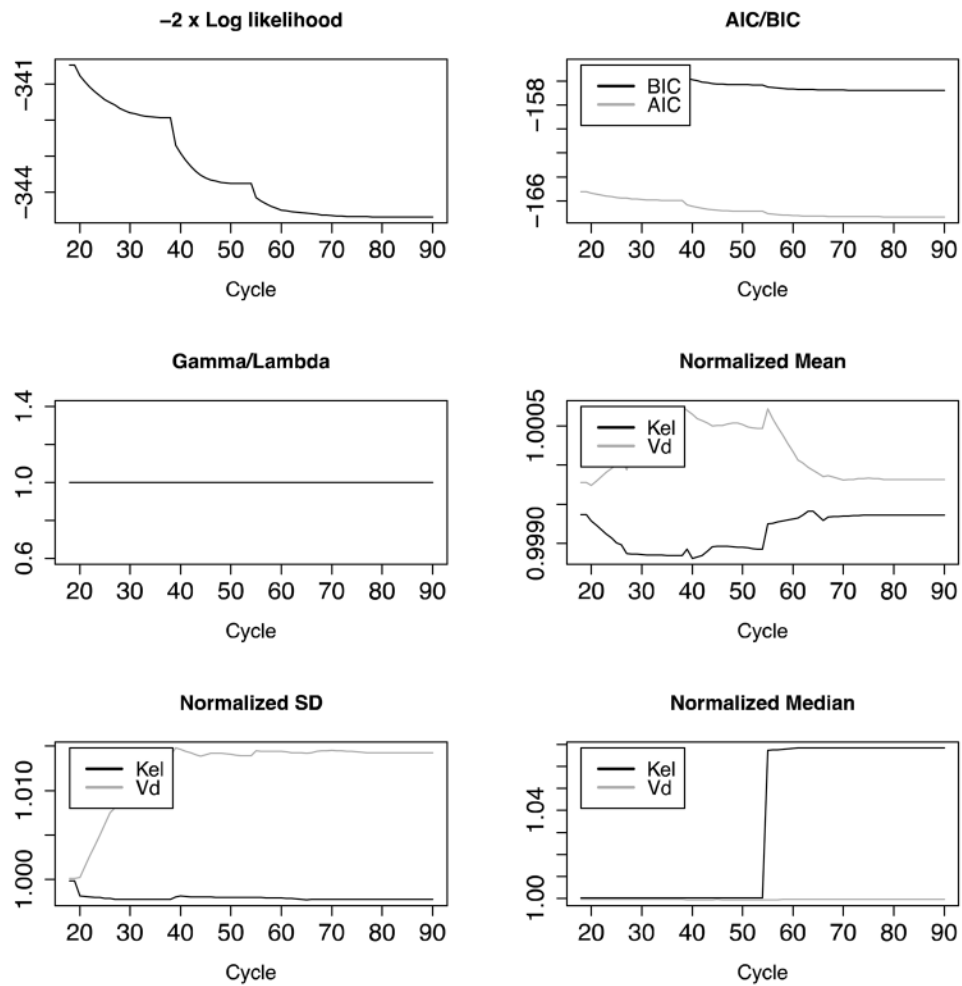 −2 x Log likelihood
−341
−344
20 30 40 50 60 70 80 90
Cycle
AIC/BIC
BIC
AIC
−158
−166
20 30 40 50 60 70 80 90
Cycle
Gamma/Lambda
1.4
1.0
0.6
20 30 40 50 60 70 80 90
Cycle
Normalized Mean
Kel
Vd
1.0005
0.9990
20 30 40 50 60 70 80 90
Cycle
Normalized SD
Kel
Vd
1.010
1.000
20 30 40 50 60 70 80 90
Cycle
Normalized Median
Kel
Vd
1.04
1.00
20 30 40 50 60 70 80 90
Cycle